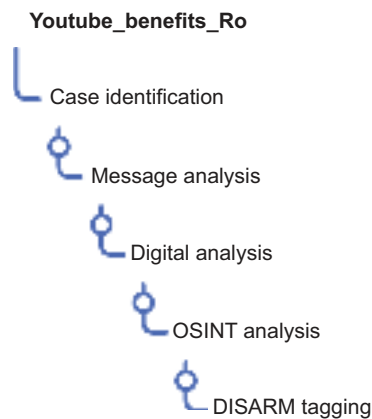 Youtube_benefits_Ro
Case identification
Message analysis
Digital analysis
OSINT analysis
DISARM tagging